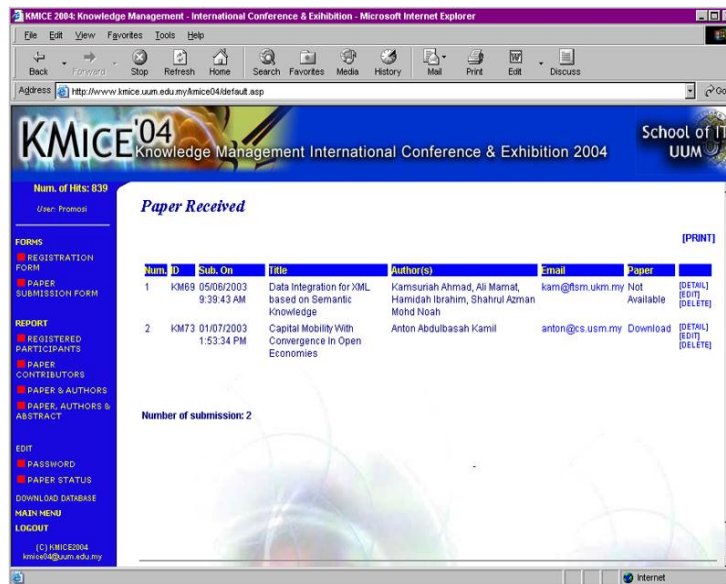 KMICE 2004: Knowledge Management - International Conference & Exihibition - Microsoft Internet Explorer
File Edit View Favorites Tools Help
Back Forward Stop Refresh Home Search Favorites Media History Mail Print Edit Discuss
Address http://www.kmice.uum.edu.my/kmice04/default.asp Go
KMICE'04
Knowledge Management International Conference & Exhibition 2004
School of IT
UUM
Num. of Hits: 839
User: Promosi
FORMS
REGISTRATION
FORM
PAPER
SUBMISSION FORM
REPORT
REGISTERED
PARTICIPANTS
PAPER
CONTRIBUTORS
PAPER & AUTHORS
PAPER, AUTHORS &
ABSTRACT
EDIT
PASSWORD
PAPER STATUS
DOWNLOAD DATABASE
MAIN MENU
LOGOUT
(C) KMICE2004
kmice04@uum.edu.my
Paper Received
[PRINT]
Num. ID Sub. On Title Author(s) Email Paper
1 KM69 05/06/2003 Data Integration for XML Kamsuriah Ahmad, Ali Mamat, kam@ftsm.ukm.my Not [DETAIL]
9:39:43 AM based on Semantic Hamidah Ibrahim, Shahrul Azman Available [EDIT]
Knowledge Mohd Noah [DELETE]
2 KM73 01/07/2003 Capital Mobility With Anton Abdulbasah Kamil anton@cs.usm.my Download [DETAIL]
1:53:34 PM Convergence In Open [EDIT]
Economies [DELETE]
Number of submission: 2
Internet